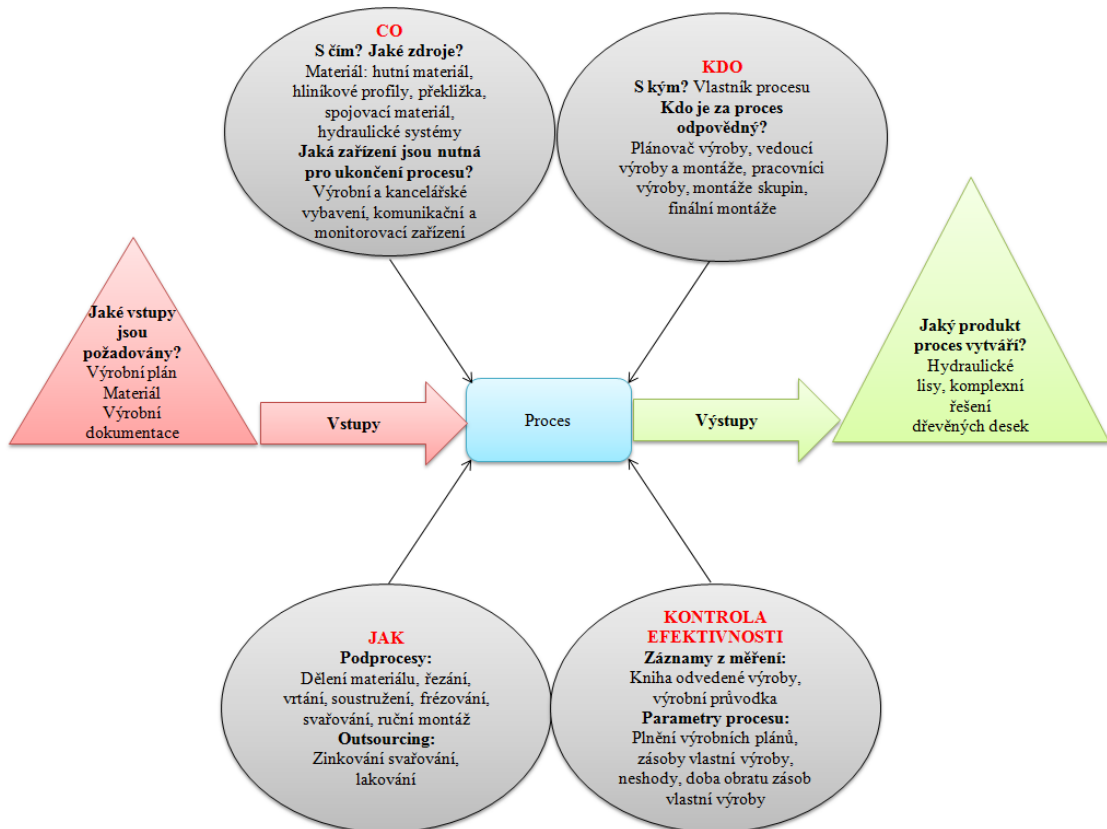 CO
S čím? Jaké zdroje?
Materiál: hutní materiál,
hliníkové profily, překližka,
spojovací materiál,
hydraulické systémy
Jaká zařízení jsou nutná
pro ukončení procesu?
Výrobní a kancelářské
vybavení, komunikační a
monitorovací zařízení
KDO
S kým? Vlastník procesu
Kdo je za proces
odpovědný?
Plánovač výroby, vedoucí
výroby a montáže, pracovníci
výroby, montáže skupin,
finální montáže
Jaké vstupy
jsou
požadovány?
Výrobní plán
Materiál
Výrobní
dokumentace
Vstupy
Proces
Výstupy
Jaký produkt
proces vytváří?
Hydraulické
lisy, komplexní
řešení
dřevěných desek
JAK
Podprocesy:
Dělení materiálu, řezání,
vrtání, soustružení, frézování,
svařování, ruční montáž
Outsourcing:
Zinkování svařování,
lakování
KONTROLA
EFEKTIVNOSTI
Záznamy z měření:
Kniha odvedené výroby,
výrobní průvodka
Parametry procesu:
Plnění výrobních plánů,
zásoby vlastní výroby,
neshody, doba obratu zásob
vlastní výroby